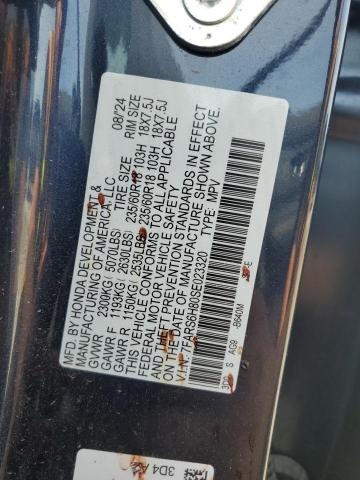 MFD. BY HONDA DEVELOPMENT &
MANUFACTURING OF AMERICA, LLC 08/24
GVWR 2300KG ( 5070LBS) TIRE SIZE RIM SIZE
GAWR F 1193KG ( 2630LBS) 235/60R18 103H 18X7.5J
GAWR R 1150KG ( 2535LBS) 235/60R18 103H 18X7.5J
THIS VEHICLE CONFORMS TO ALL APPLICABLE
FEDERAL MOTOR VEHICLE SAFETY
AND THEFT PREVENTION STANDARDS IN EFFECT
ON THE DATE OF MANUFACTURE SHOWN ABOVE.
V.I.N: 7FARS6H80SE023320 TYPE: MPV
S AG9 -B640M E
3D4 A